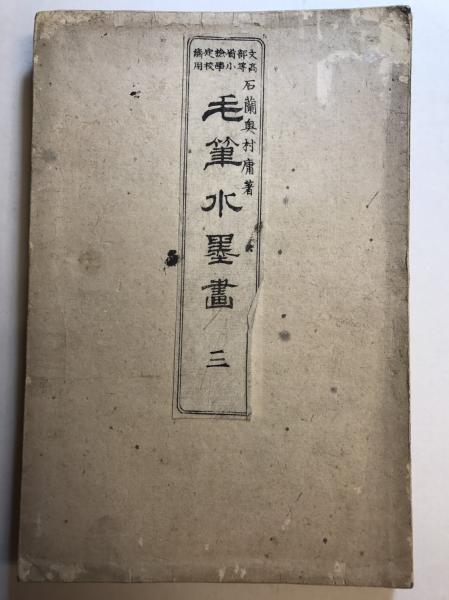 文部省檢定濟
高等小學校用
石蘭奥村庸著
毛筆水墨畫 三